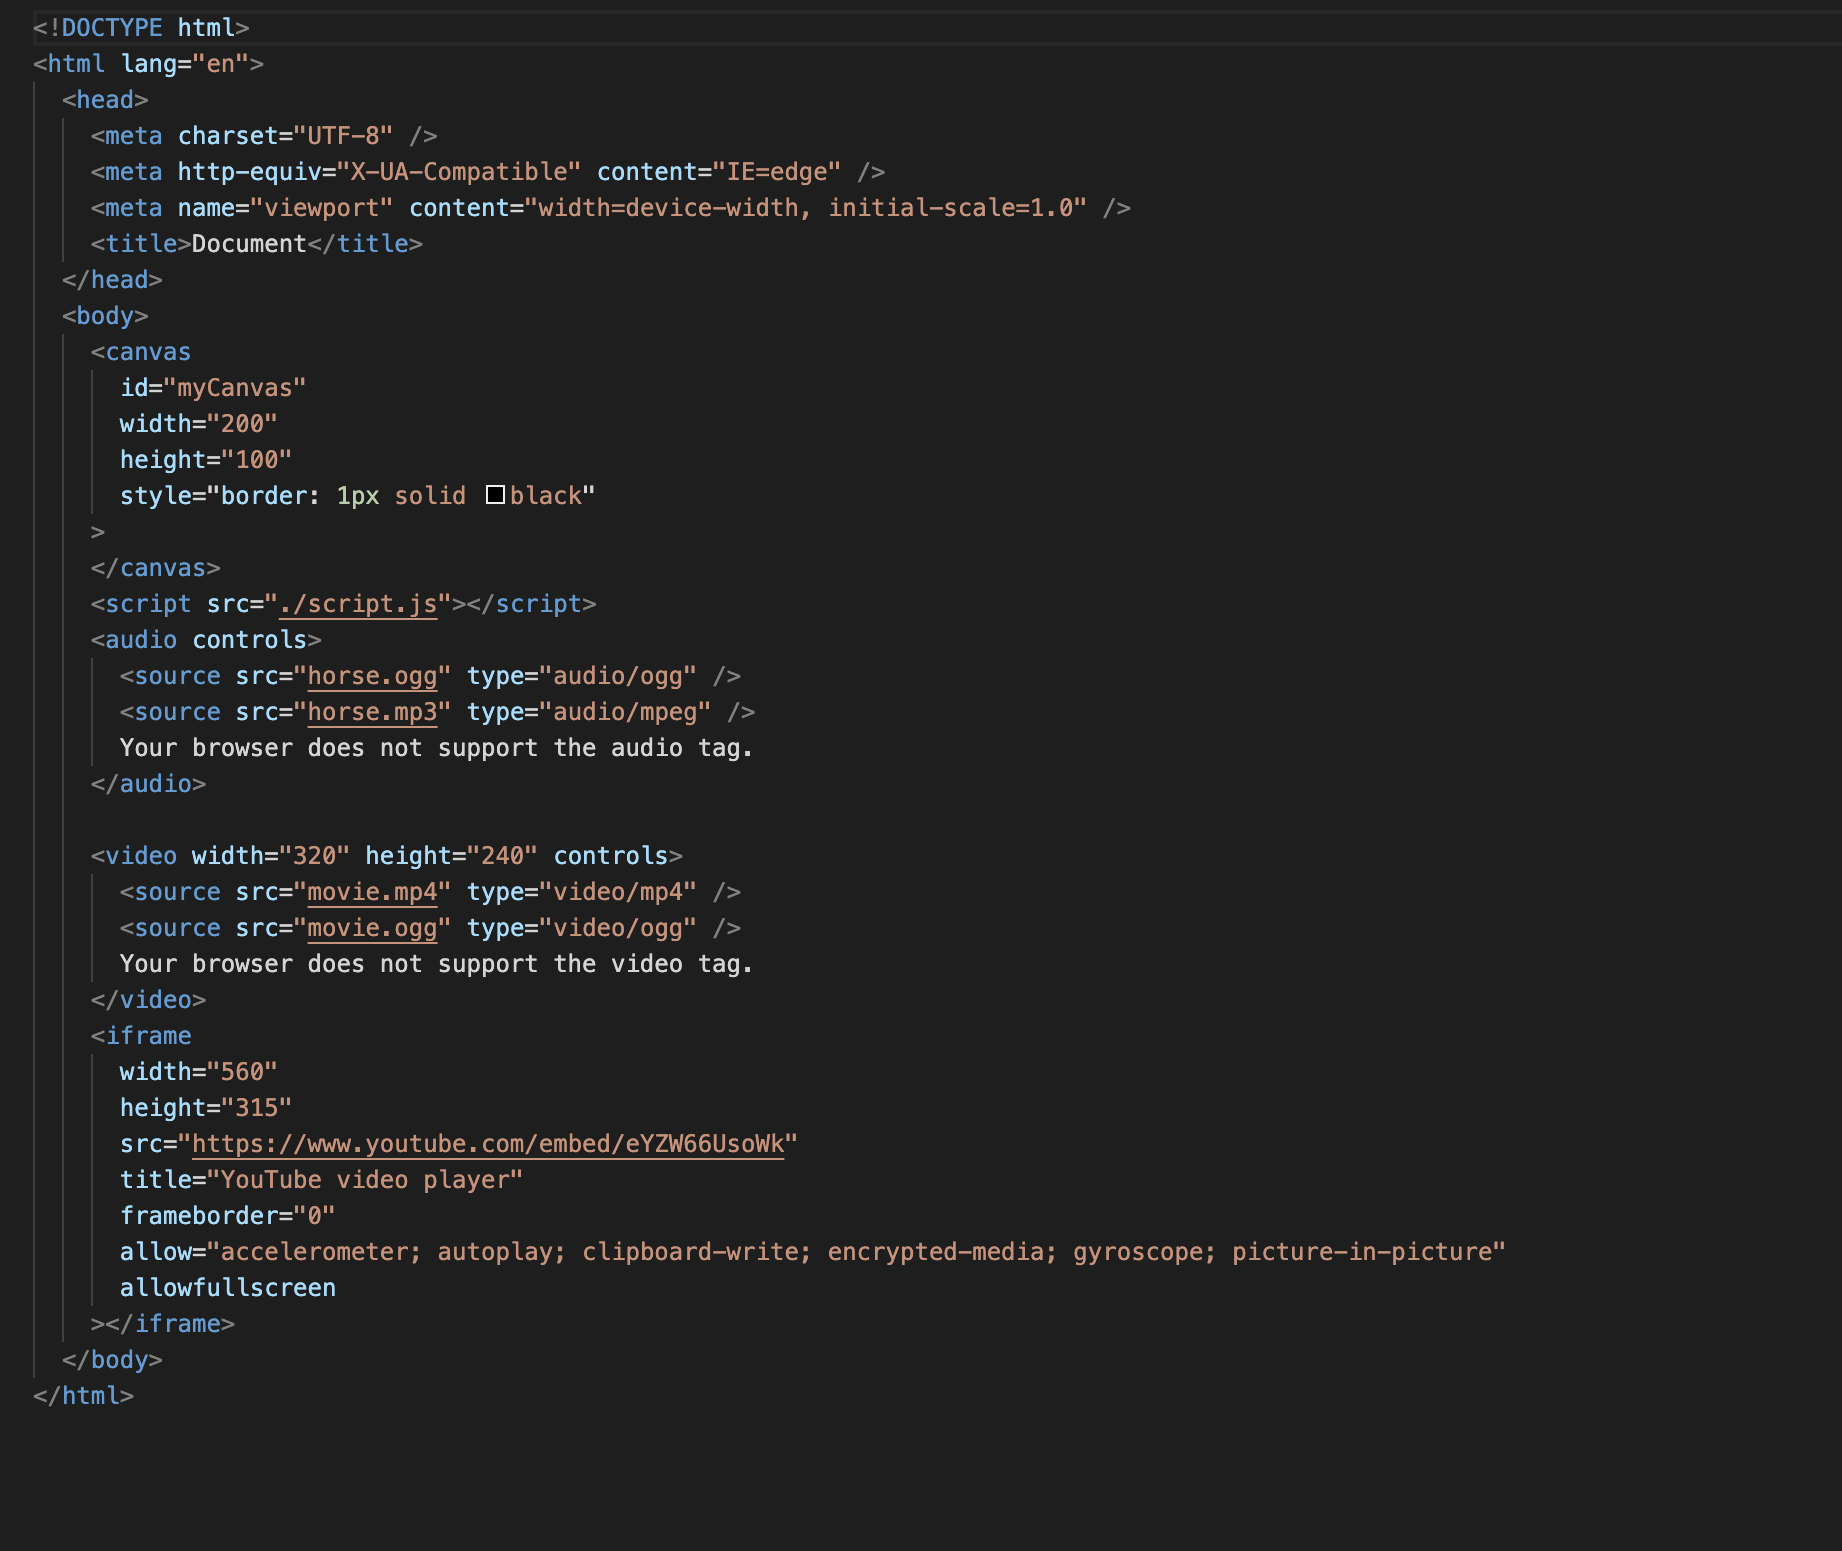 <!DOCTYPE html>
<html lang="en">
  <head>
    <meta charset="UTF-8" />
    <meta http-equiv="X-UA-Compatible" content="IE=edge" />
    <meta name="viewport" content="width=device-width, initial-scale=1.0" />
    <title>Document</title>
  </head>
  <body>
    <canvas
      id="myCanvas"
      width="200"
      height="100"
      style="border: 1px solid black"
    >
    </canvas>
    <script src="./script.js"></script>
    <audio controls>
      <source src="horse.ogg" type="audio/ogg" />
      <source src="horse.mp3" type="audio/mpeg" />
      Your browser does not support the audio tag.
    </audio>

    <video width="320" height="240" controls>
      <source src="movie.mp4" type="video/mp4" />
      <source src="movie.ogg" type="video/ogg" />
      Your browser does not support the video tag.
    </video>
    <iframe
      width="560"
      height="315"
      src="https://www.youtube.com/embed/eYZW66UsoWk"
      title="YouTube video player"
      frameborder="0"
      allow="accelerometer; autoplay; clipboard-write; encrypted-media; gyroscope; picture-in-picture"
      allowfullscreen
    ></iframe>
  </body>
</html>